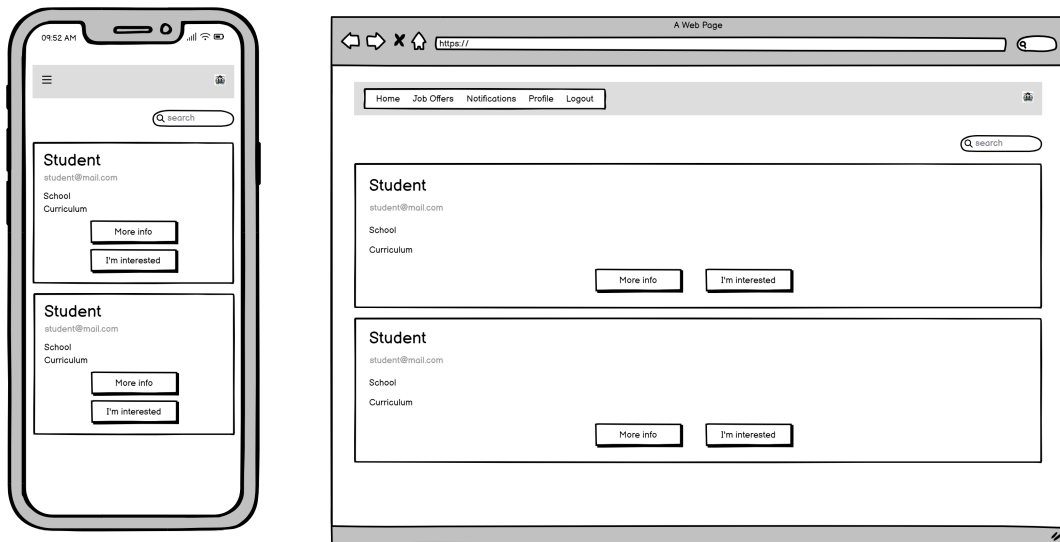 09:52 AM
search
Student
student@mail.com
School
Curriculum
More info
I'm interested
Student
student@mail.com
School
Curriculum
More info
I'm interested
A Web Page
https://
Home Job Offers Notifications Profile Logout
search
Student
student@mail.com
School
Curriculum
More info I'm interested
Student
student@mail.com
School
Curriculum
More info I'm interested